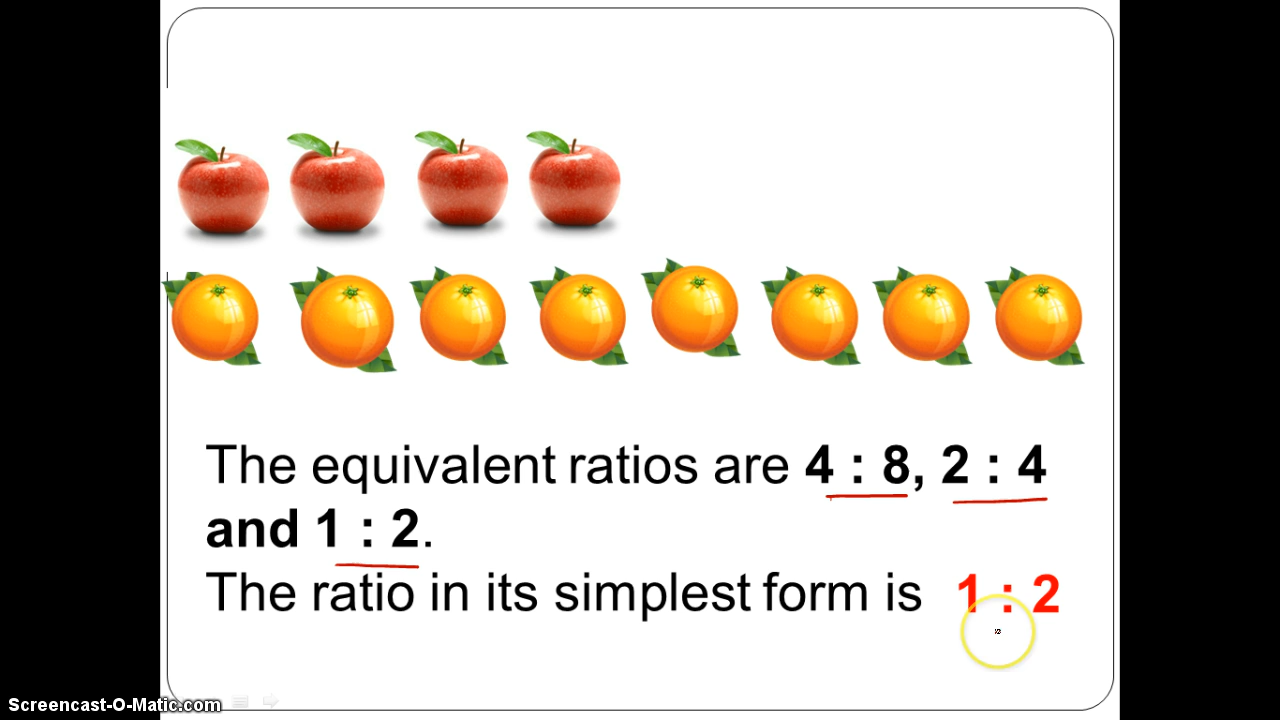 The equivalent ratios are 4 : 8, 2 : 4
and 1 : 2.
The ratio in its simplest form is 1 : 2
Screencast-O-Matic.com